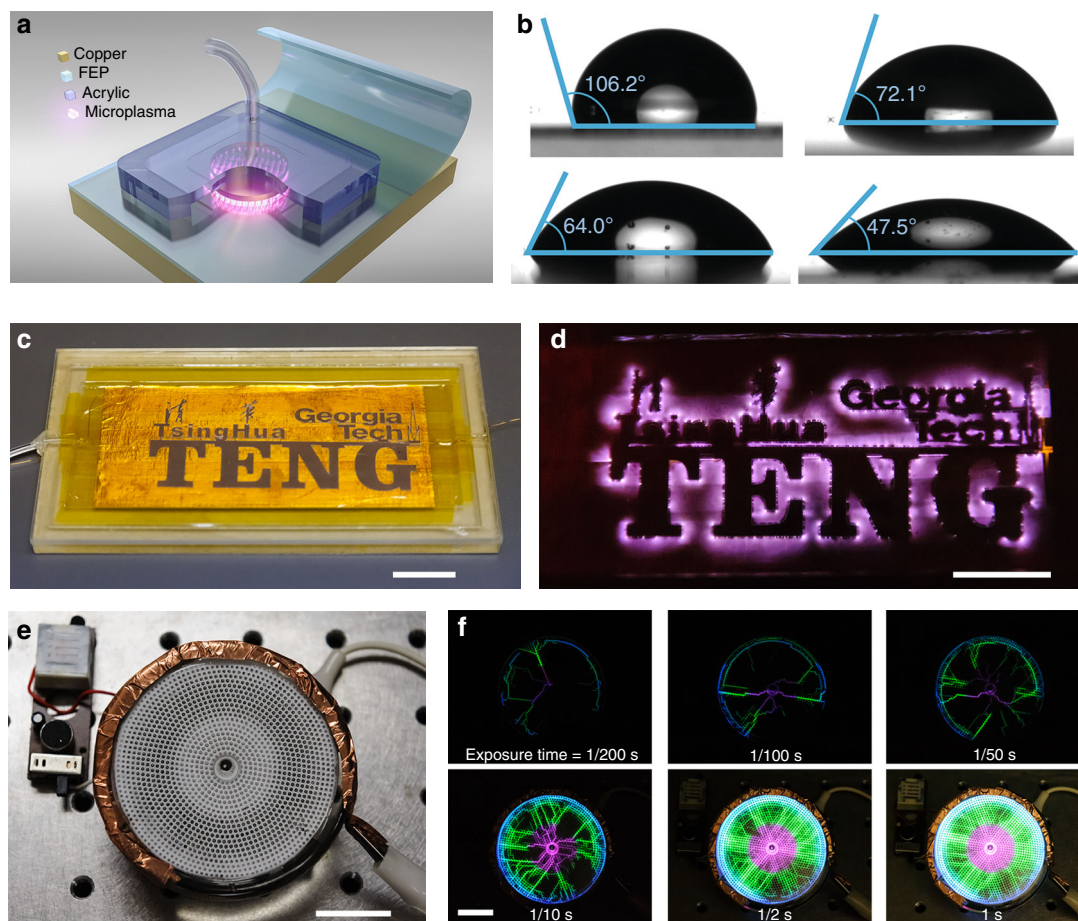 a
Copper
FEP
Acrylic
Microplasma
b
106.2°
72.1°
64.0°
47.5°
c
TsingHua
Georgia
Tech
TENG
d
TsingHua
Georgia
Tech
TENG
e
f
Exposure time = 1/200 s
1/100 s
1/50 s
1/10 s
1/2 s
1 s